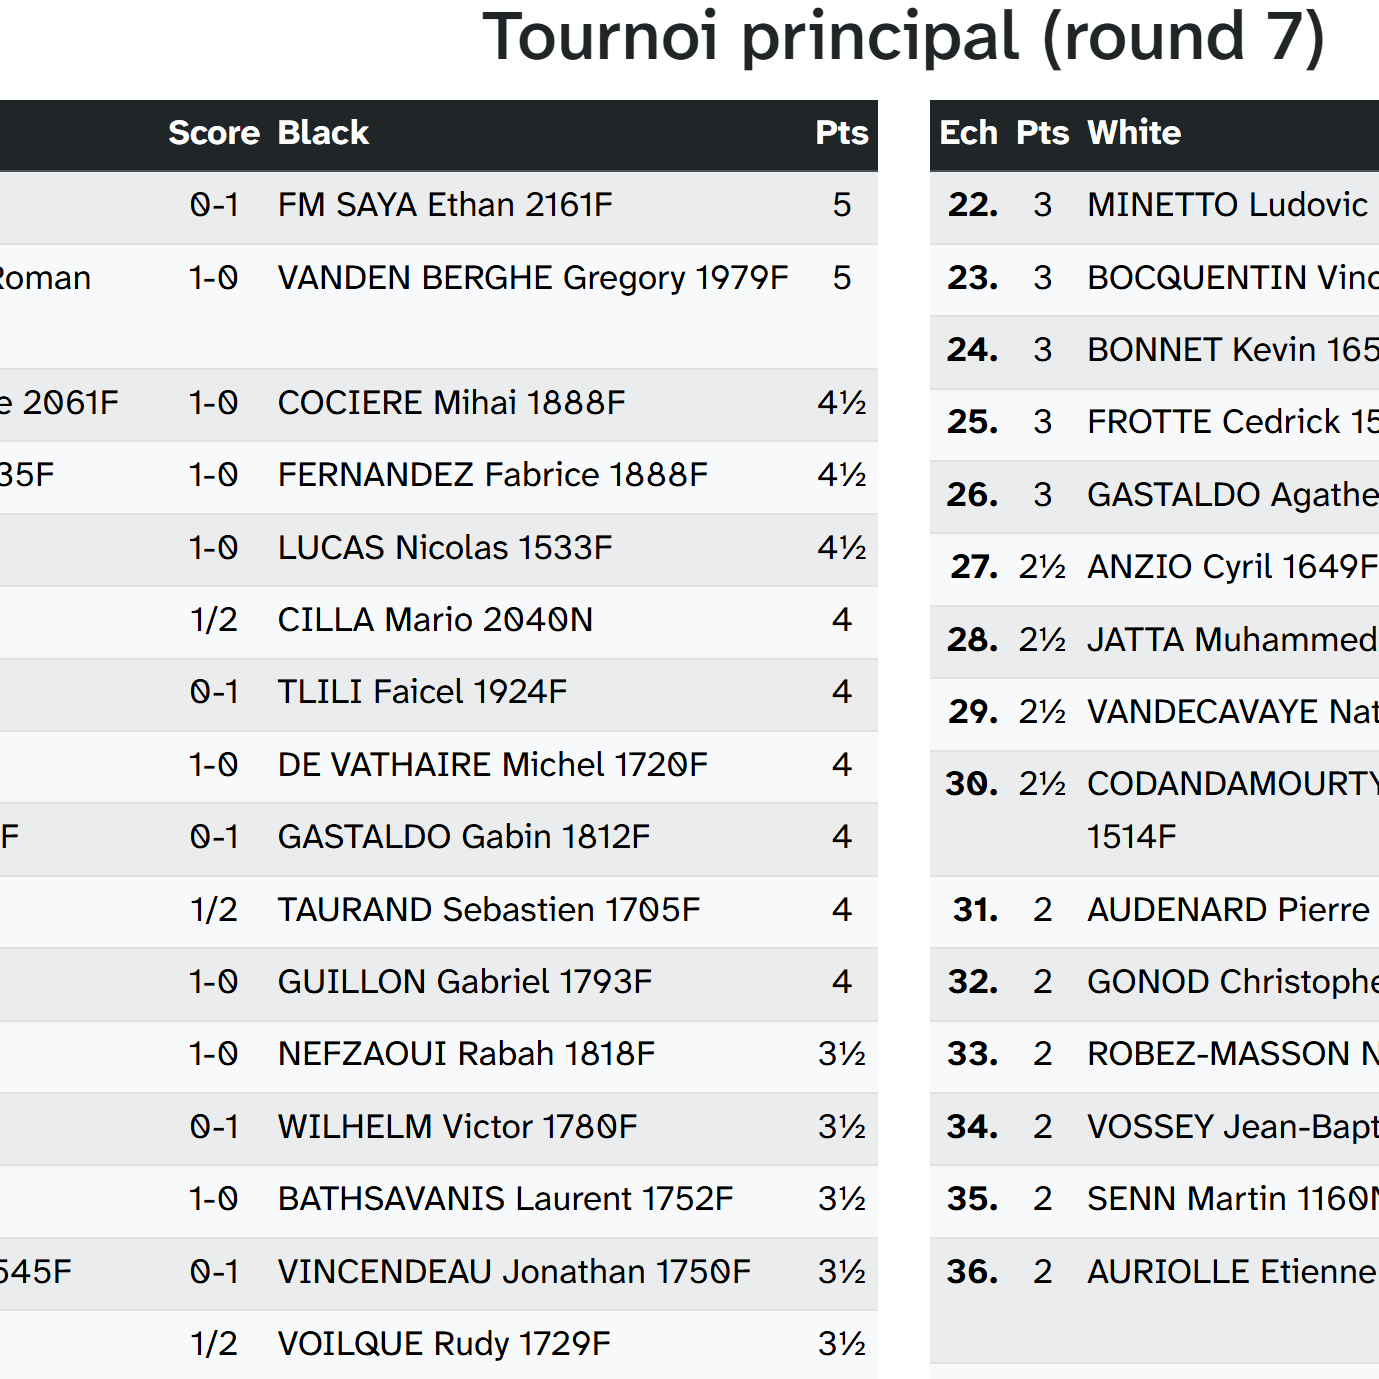 Tournoi principal (round 7)
Score Black Pts
0-1 FM SAYA Ethan 2161F 5
Roman 1-0 VANDEN BERGHE Gregory 1979F 5
e 2061F 1-0 COCIERE Mihai 1888F 4½
35F 1-0 FERNANDEZ Fabrice 1888F 4½
1-0 LUCAS Nicolas 1533F 4½
1/2 CILLA Mario 2040N 4
0-1 TLILI Faicel 1924F 4
1-0 DE VATHAIRE Michel 1720F 4
F 0-1 GASTALDO Gabin 1812F 4
1/2 TAURAND Sebastien 1705F 4
1-0 GUILLON Gabriel 1793F 4
1-0 NEFZAOUI Rabah 1818F 3½
0-1 WILHELM Victor 1780F 3½
1-0 BATHSAVANIS Laurent 1752F 3½
545F 0-1 VINCENDEAU Jonathan 1750F 3½
1/2 VOILQUE Rudy 1729F 3½
Ech Pts White
22. 3 MINETTO Ludovic
23. 3 BOCQUENTIN Vinc
24. 3 BONNET Kevin 165
25. 3 FROTTE Cedrick 15
26. 3 GASTALDO Agathe
27. 2½ ANZIO Cyril 1649F
28. 2½ JATTA Muhammed
29. 2½ VANDECAVAYE Nat
30. 2½ CODANDAMOURTY
1514F
31. 2 AUDENARD Pierre
32. 2 GONOD Christophe
33. 2 ROBEZ-MASSON N
34. 2 VOSSEY Jean-Bapt
35. 2 SENN Martin 1160N
36. 2 AURIOLLE Etienne